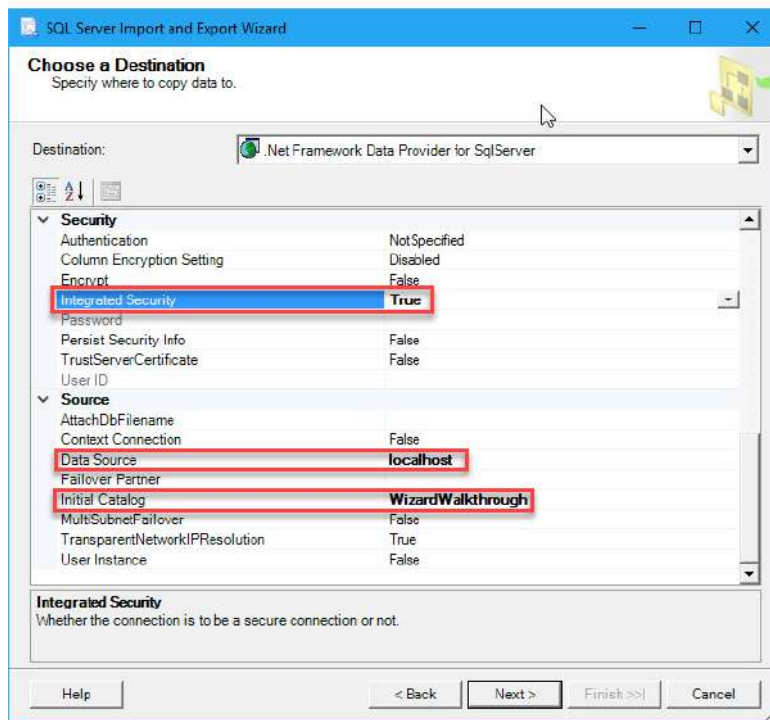 SQL Server Import and Export Wizard
Choose a Destination
Specify where to copy data to.
Destination: .Net Framework Data Provider for SqlServer
Security
Authentication NotSpecified
Column Encryption Setting Disabled
Encrypt False
Integrated Security True
Password
Persist Security Info False
TrustServerCertificate False
User ID
Source
AttachDbFilename
Context Connection False
Data Source localhost
Failover Partner
Initial Catalog WizardWalkthrough
MultiSubnetFailover False
TransparentNetworkIPResolution True
User Instance False
Integrated Security
Whether the connection is to be a secure connection or not.
Help < Back Next > Finish >>| Cancel